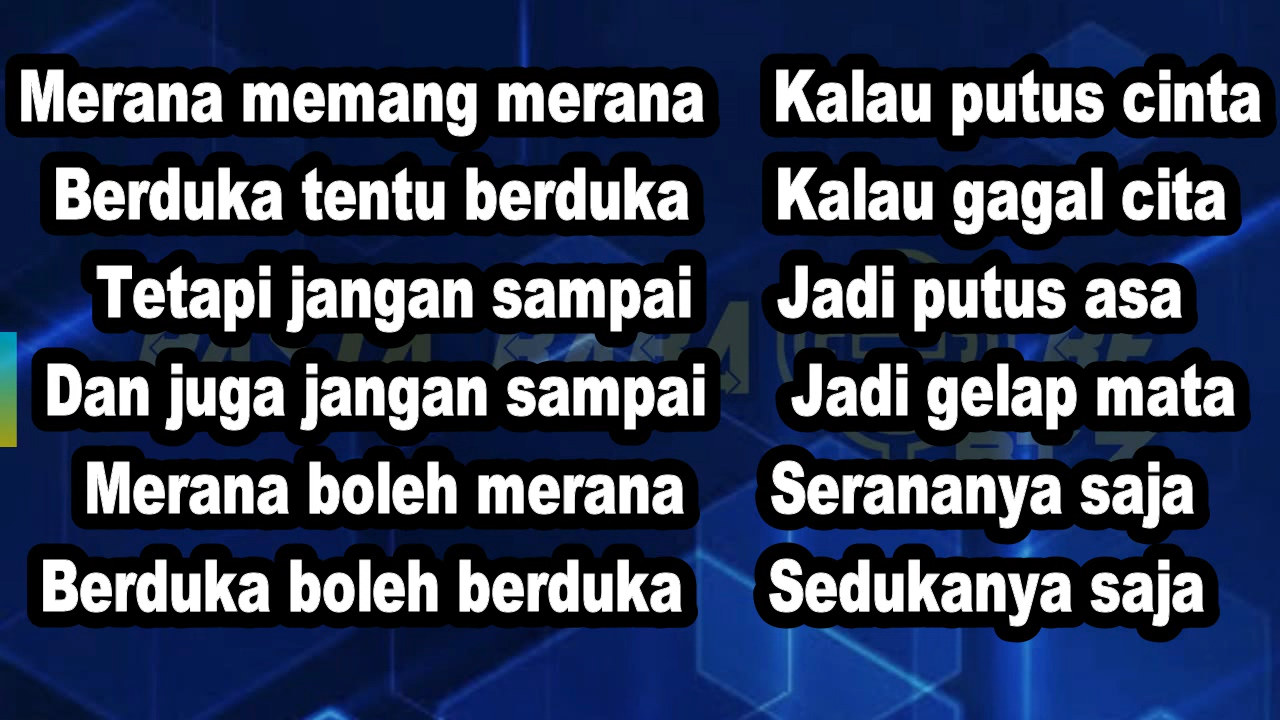 Merana memang merana Kalau putus cinta
Berduka tentu berduka Kalau gagal cita
Tetapi jangan sampai Jadi putus asa
Dan juga jangan sampai Jadi gelap mata
Merana boleh merana Serananya saja
Berduka boleh berduka Sedukanya saja